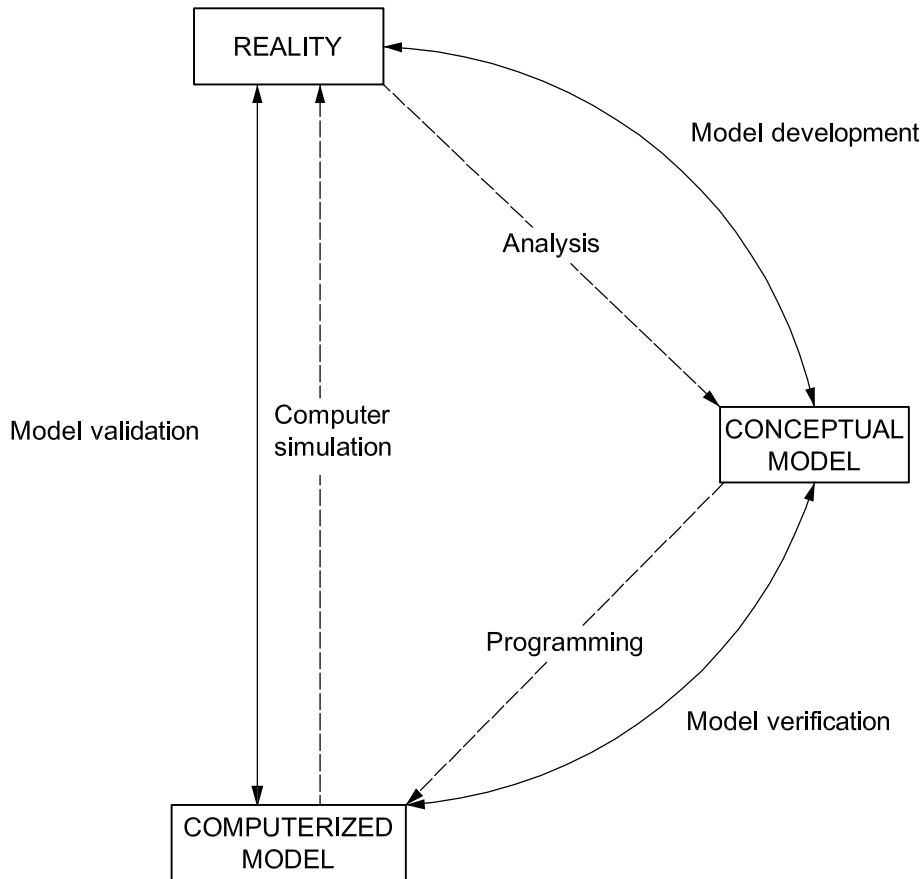 REALITY
Model development
Analysis
Model validation
Computer
simulation
CONCEPTUAL
MODEL
Programming
Model verification
COMPUTERIZED
MODEL